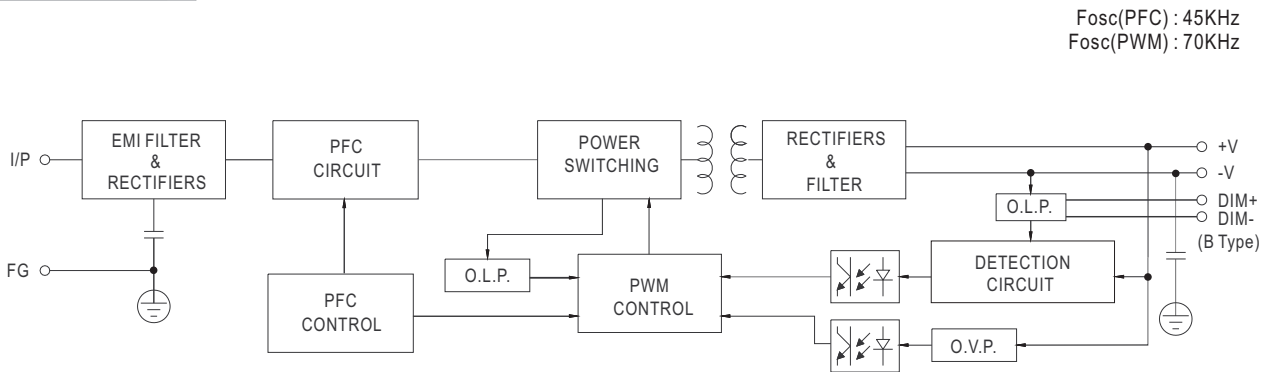 Fosc(PFC) : 45KHz
Fosc(PWM) : 70KHz
I/P
EMI FILTER
&
RECTIFIERS
PFC
CIRCUIT
POWER
SWITCHING
RECTIFIERS
&
FILTER
+V
-V
O.L.P.
DIM+
DIM-
(B Type)
FG
O.L.P.
PFC
CONTROL
PWM
CONTROL
DETECTION
CIRCUIT
O.V.P.